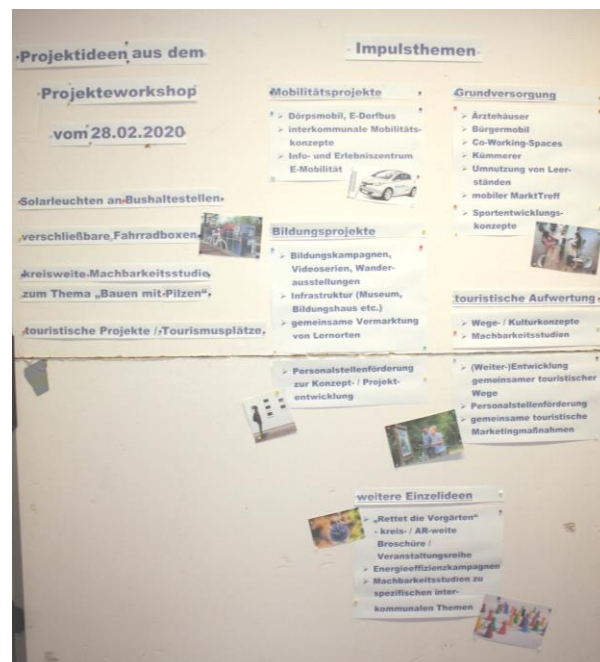 Projektideen aus dem
Projekteworkshop
vom 28.02.2020
Solarleuchten an Bushaltestellen
verschließbare Fahrradboxen
kreisweite Machbarkeitsstudie
zum Thema „Bauen mit Pilzen“
touristische Projekte / Tourismusplätze
Impulsthemen
Mobilitätsprojekte
➢ Dörpsmobil, E-Dorfbus
➢ interkommunale Mobilitäts-
konzepte
➢ Info- und Erlebniszentrum
E-Mobilität
Bildungsprojekte
➢ Bildungskampagnen,
Videoserien, Wander-
ausstellungen
➢ Infrastruktur (Museum,
Bildungshaus etc.)
➢ gemeinsame Vermarktung
von Lernorten
➢ Personalstellenförderung
zur Konzept- / Projekt-
entwicklung
Grundversorgung
➢ Ärztehäuser
➢ Bürgermobil
➢ Co-Working-Spaces
➢ Kümmerer
➢ Umnutzung von Leer-
ständen
➢ mobiler MarktTreff
➢ Sportentwicklungs-
konzepte
touristische Aufwertung
➢ Wege- / Kulturkonzepte
➢ Machbarkeitsstudien
➢ (Weiter-)Entwicklung
gemeinsamer touristischer
Wege
➢ Personalstellenförderung
➢ gemeinsame touristische
Marketingmaßnahmen
weitere Einzelideen
➢ „Rettet die Vorgärten“
- kreis- / AR-weite
Broschüre /
Veranstaltungsreihe
➢ Energieeffizienzkampagnen
➢ Machbarkeitsstudien zu
spezifischen inter-
kommunalen Themen